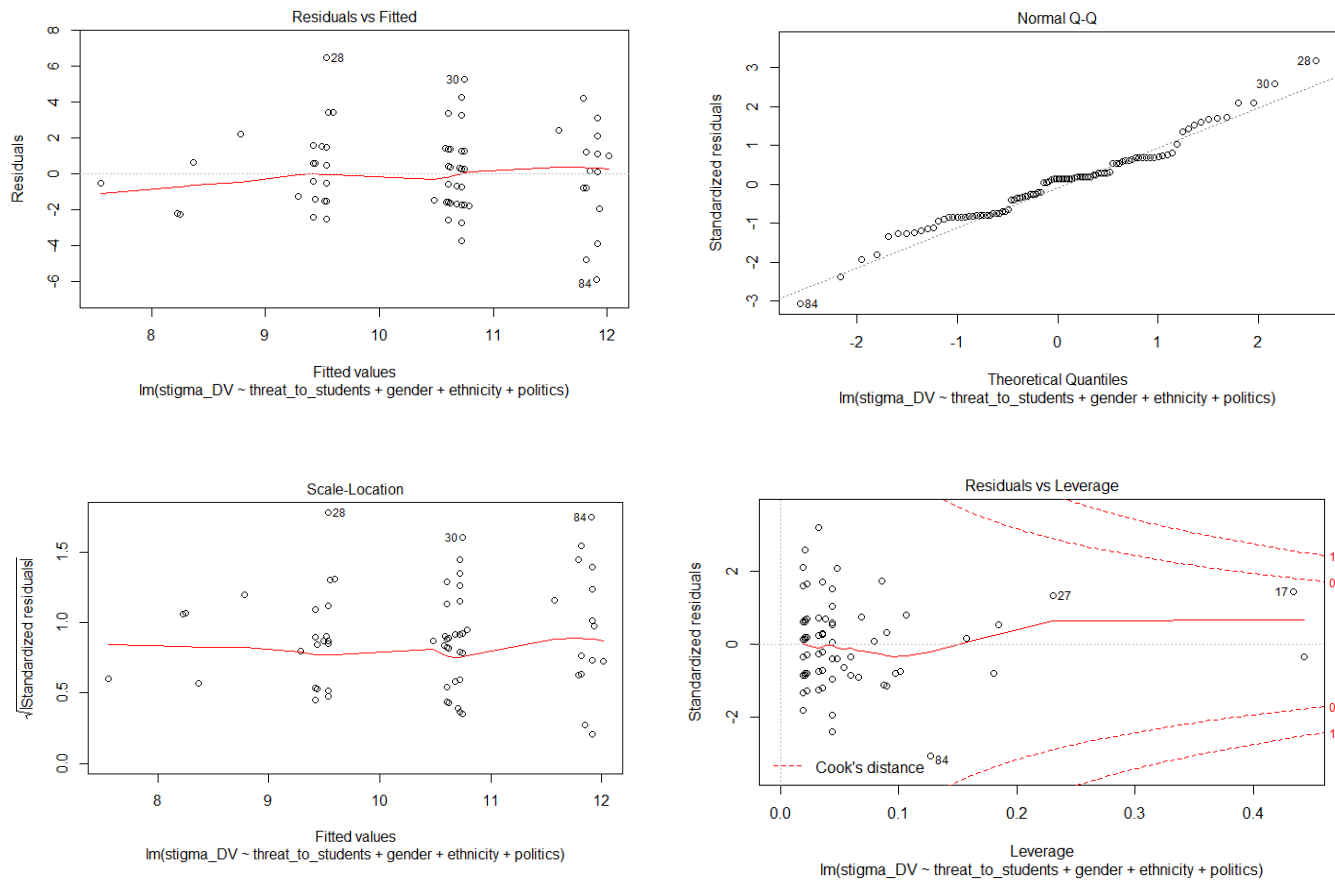 Residuals vs Fitted
Residuals
8
6
4
2
0
-2
-4
-6
28
30
84
8 9 10 11 12
Fitted values
lm(stigma_DV ~ threat_to_students + gender + ethnicity + politics)
Normal Q-Q
Standardized residuals
3
2
1
0
-1
-2
-3
28
30
84
-2 -1 0 1 2
Theoretical Quantiles
lm(stigma_DV ~ threat_to_students + gender + ethnicity + politics)
Scale-Location
√|Standardized residuals|
1.5
1.0
0.5
0.0
28
84
30
8 9 10 11 12
Fitted values
lm(stigma_DV ~ threat_to_students + gender + ethnicity + politics)
Residuals vs Leverage
Standardized residuals
2
0
-2
1
0
17
27
0
1
84
Cook's distance
0.0 0.1 0.2 0.3 0.4
Leverage
lm(stigma_DV ~ threat_to_students + gender + ethnicity + politics)